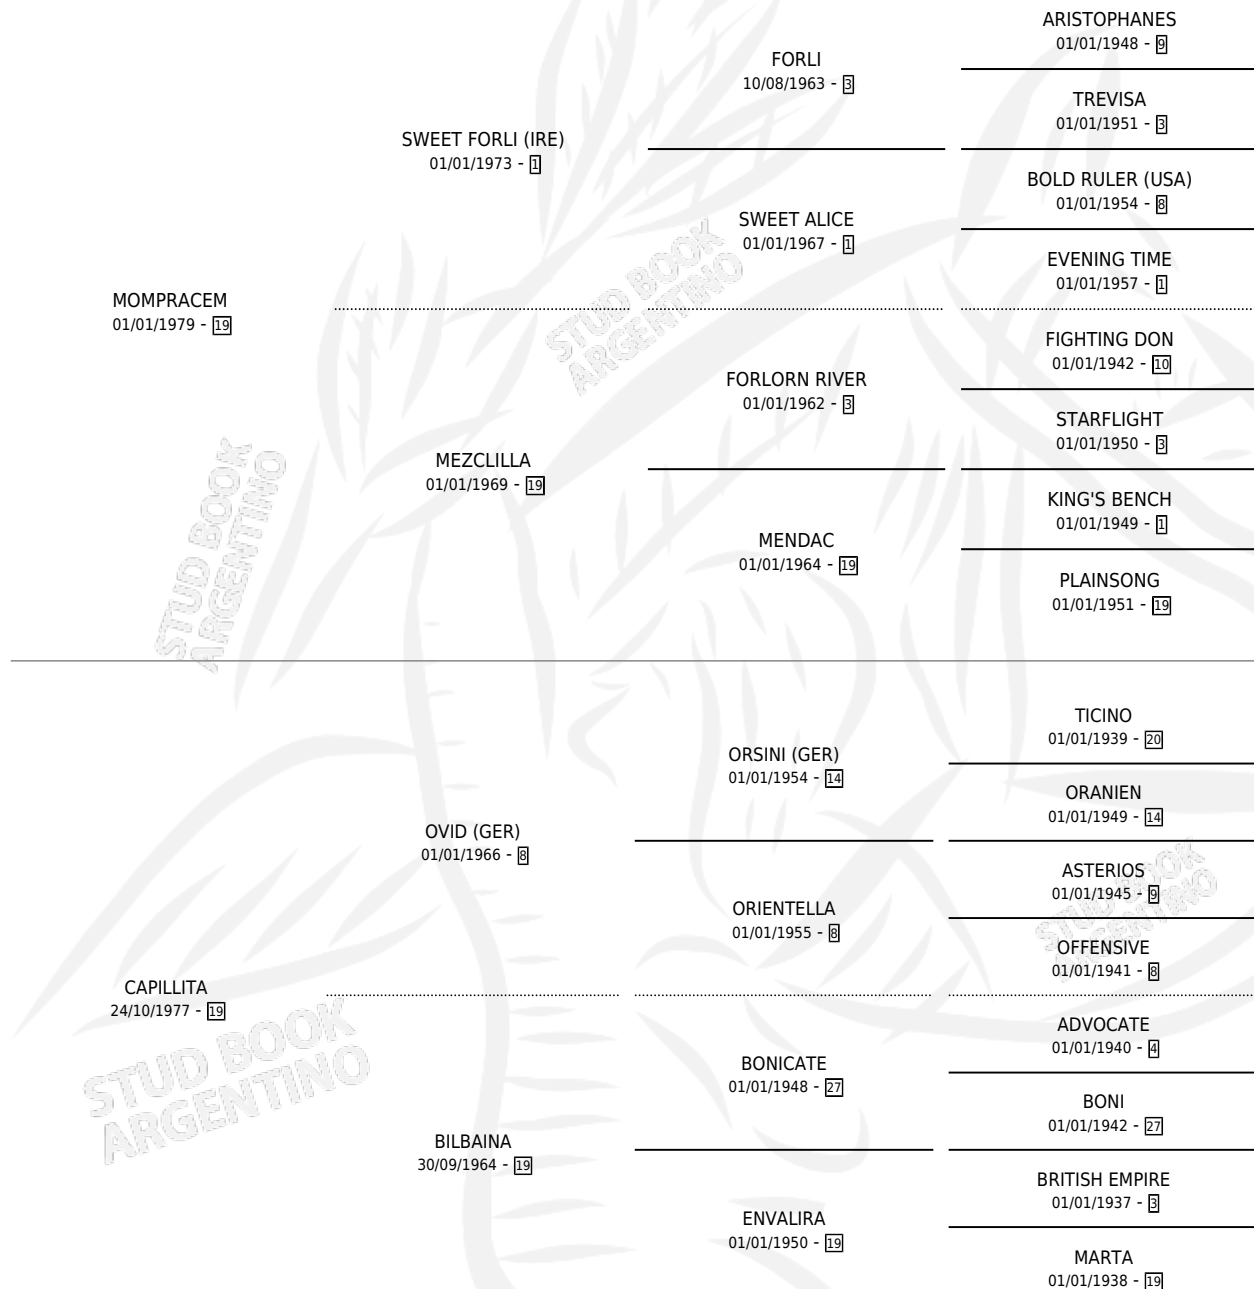 ARISTOPHANES
01/01/1948 - 9
FORLI
10/08/1963 - 3
TREVISA
01/01/1951 - 3
SWEET FORLI (IRE)
01/01/1973 - 1
BOLD RULER (USA)
01/01/1954 - 8
SWEET ALICE
01/01/1967 - 1
EVENING TIME
01/01/1957 - 1
MOMPRACEM
01/01/1979 - 19
STUD BOOK
ARGENTINO
FIGHTING DON
01/01/1942 - 10
FORLORN RIVER
01/01/1962 - 3
STARFLIGHT
01/01/1950 - 3
MEZCLILLA
01/01/1969 - 19
KING'S BENCH
01/01/1949 - 1
MENDAC
01/01/1964 - 19
PLAINSONG
01/01/1951 - 19
STUD BOOK
ARGENTINO
TICINO
01/01/1939 - 20
ORSINI (GER)
01/01/1954 - 14
ORANIEN
01/01/1949 - 14
OVID (GER)
01/01/1966 - 8
ASTERIOS
01/01/1945 - 9
ORIENTELLA
01/01/1955 - 8
OFFENSIVE
01/01/1941 - 8
STUD BOOK
ARGENTINO
CAPILLITA
24/10/1977 - 19
ADVOCATE
01/01/1940 - 4
BONICATE
01/01/1948 - 27
BONI
01/01/1942 - 27
STUD BOOK
ARGENTINO
BILBAINA
30/09/1964 - 19
BRITISH EMPIRE
01/01/1937 - 3
ENVALIRA
01/01/1950 - 19
MARTA
01/01/1938 - 19